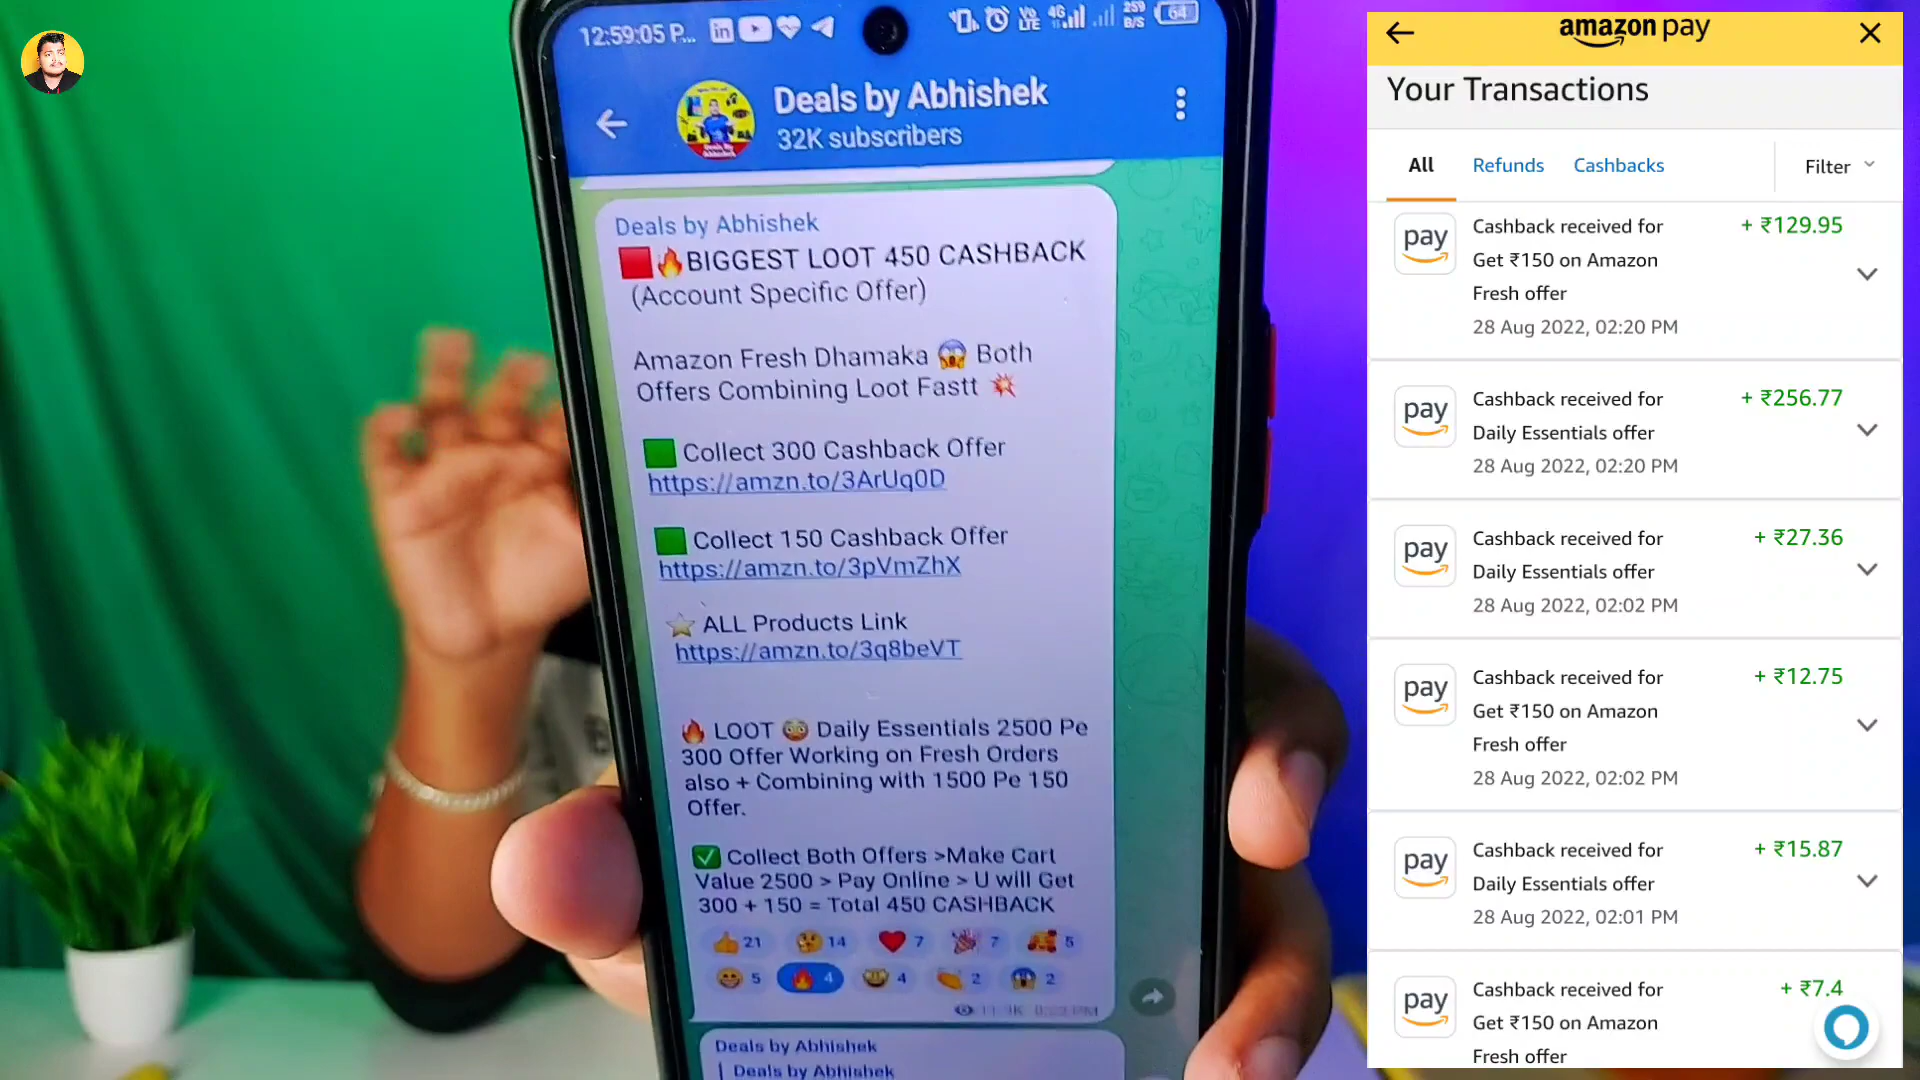 12:59:05 P...
VO
LTE
4G
259
B/S
64
Deals by Abhishek
32K subscribers
Deals by Abhishek
BIGGEST LOOT 450 CASHBACK
(Account Specific Offer)
Amazon Fresh Dhamaka 😱 Both
Offers Combining Loot Fastt 💥
Collect 300 Cashback Offer
https://amzn.to/3ArUq0D
Collect 150 Cashback Offer
https://amzn.to/3pVmZhX
ALL Products Link
https://amzn.to/3q8beVT
🔥 LOOT 😳 Daily Essentials 2500 Pe
300 Offer Working on Fresh Orders
also + Combining with 1500 Pe 150
Offer.
✅ Collect Both Offers >Make Cart
Value 2500 > Pay Online > U will Get
300 + 150 = Total 450 CASHBACK
21 14 7 7 5
5 4 4 2 2
Deals by Abhishek
Deals by Abhishek
amazon pay
Your Transactions
All Refunds Cashbacks Filter
pay
Cashback received for + ₹129.95
Get ₹150 on Amazon
Fresh offer
28 Aug 2022, 02:20 PM
pay
Cashback received for + ₹256.77
Daily Essentials offer
28 Aug 2022, 02:20 PM
pay
Cashback received for + ₹27.36
Daily Essentials offer
28 Aug 2022, 02:02 PM
pay
Cashback received for + ₹12.75
Get ₹150 on Amazon
Fresh offer
28 Aug 2022, 02:02 PM
pay
Cashback received for + ₹15.87
Daily Essentials offer
28 Aug 2022, 02:01 PM
pay
Cashback received for + ₹7.4
Get ₹150 on Amazon
Fresh offer